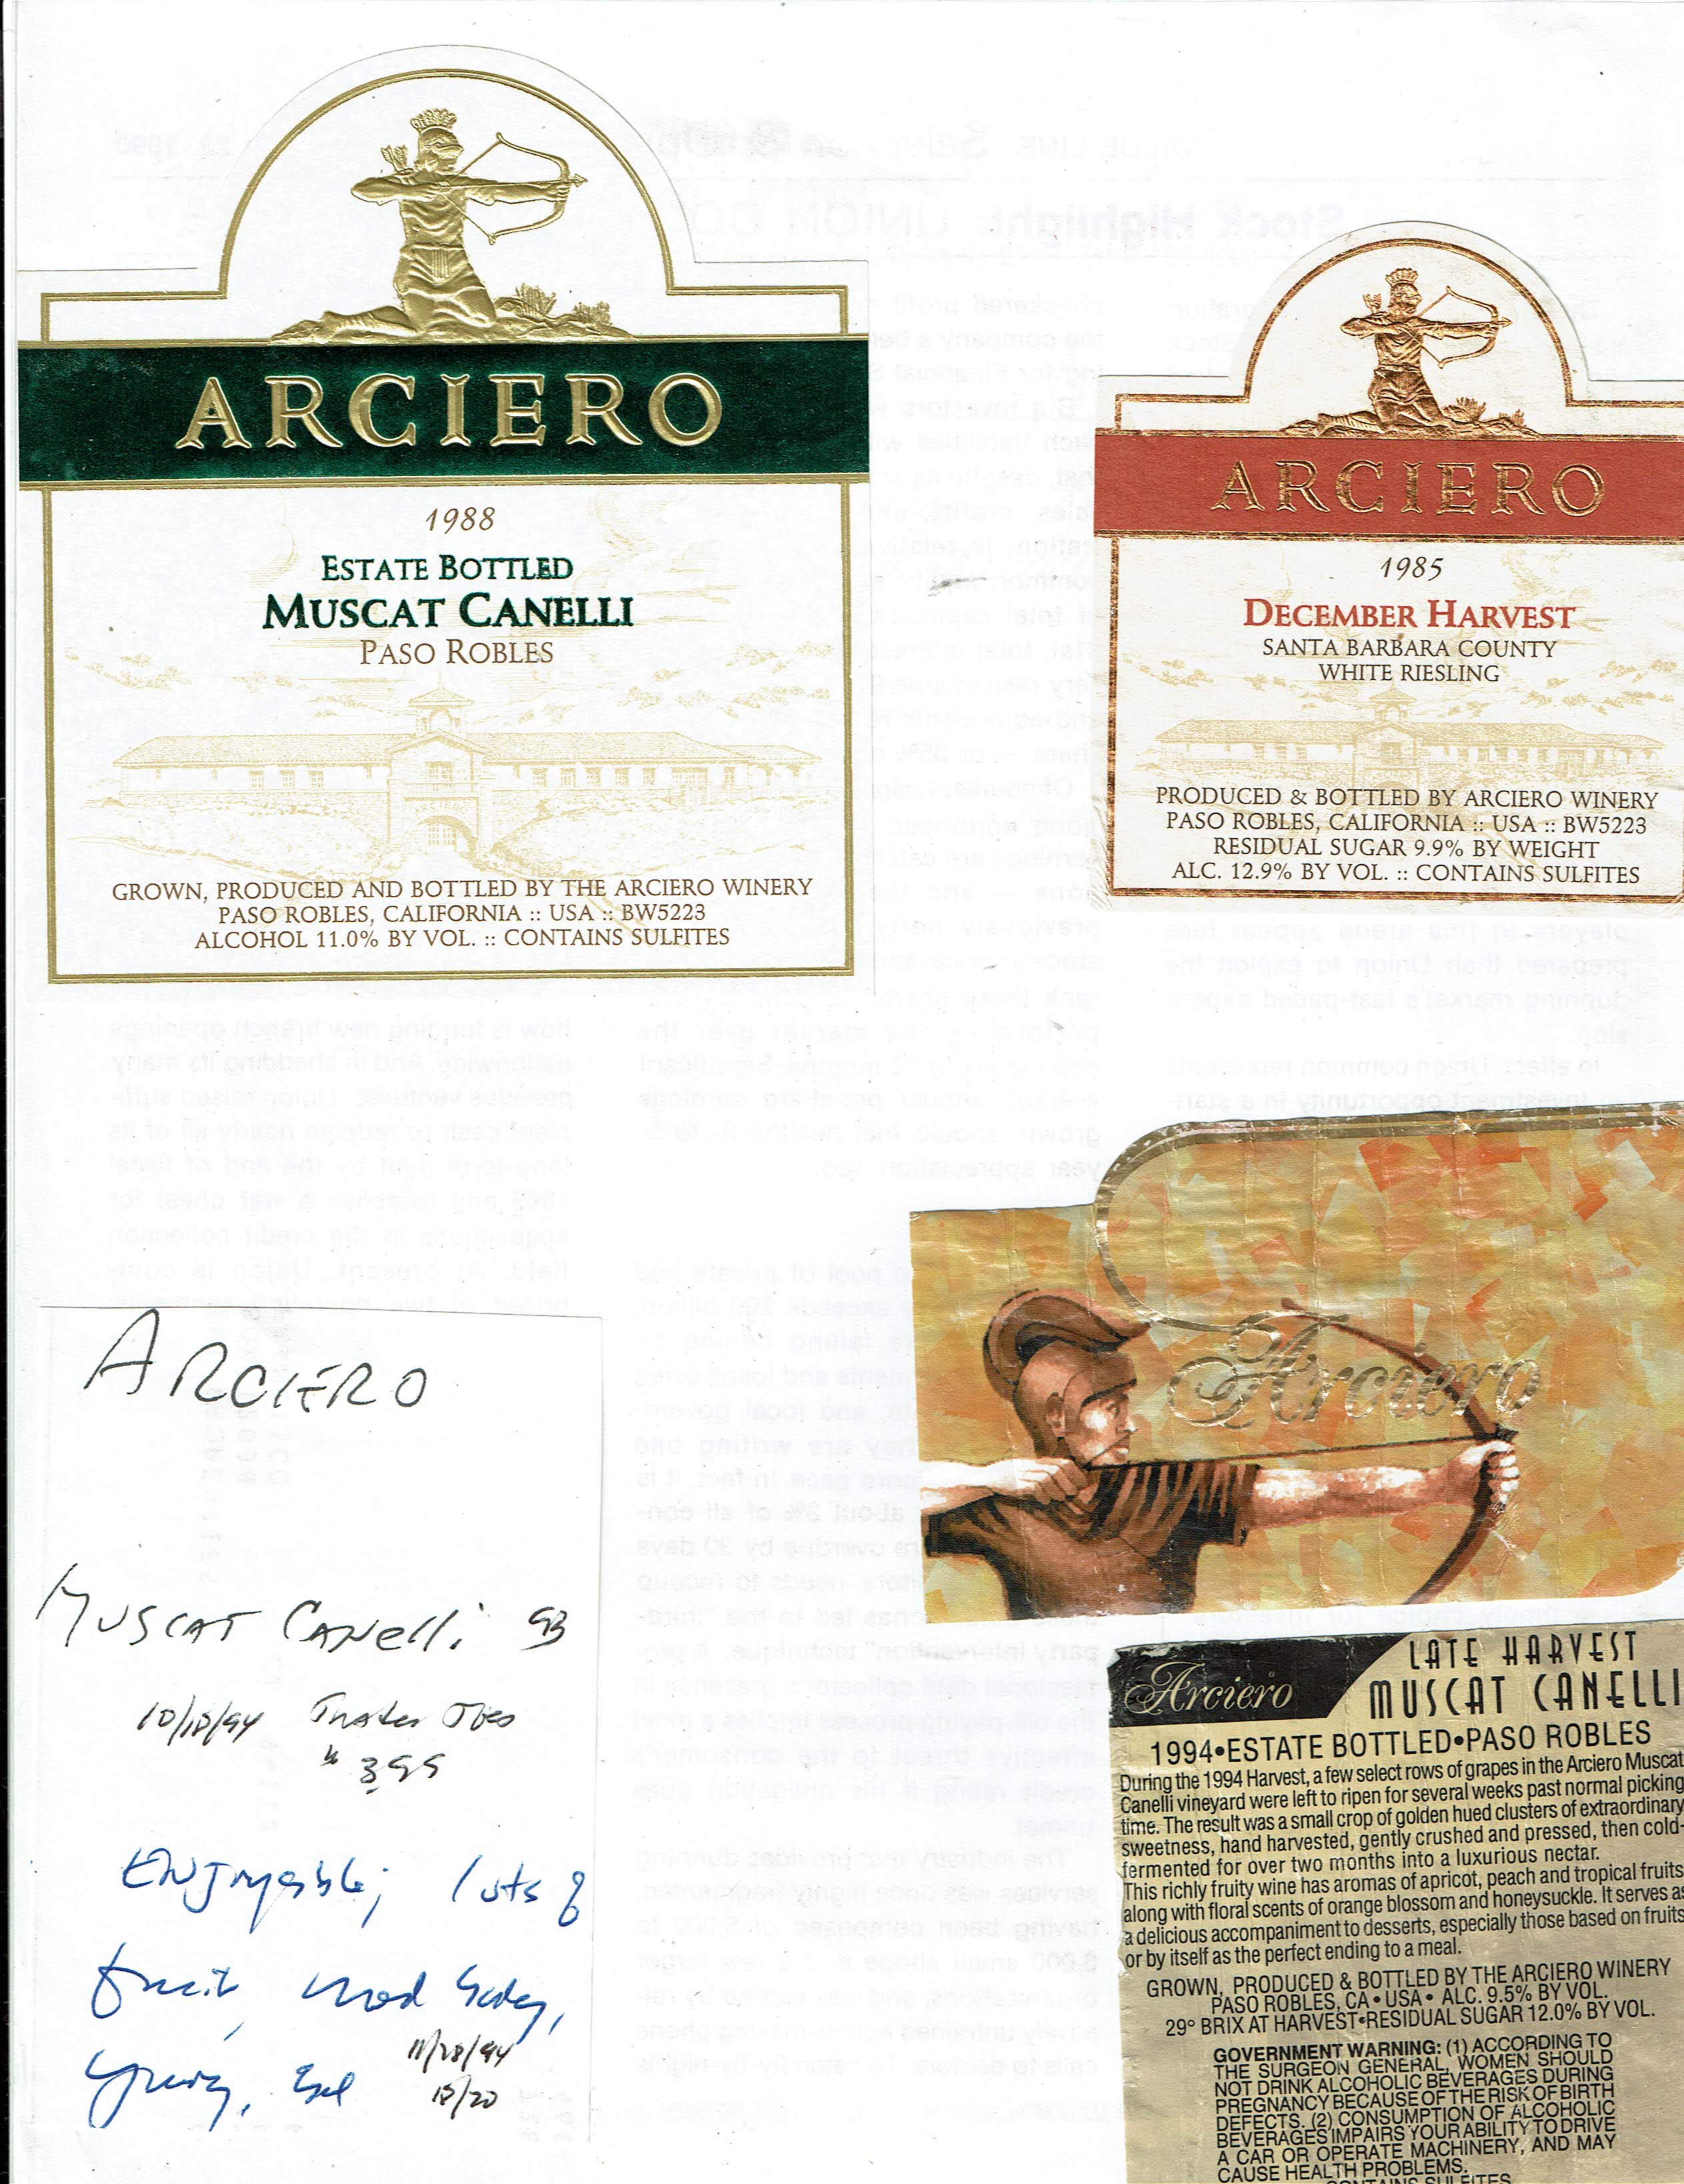 ARCIERO
1988
ESTATE BOTTLED
MUSCAT CANELLI
PASO ROBLES
GROWN, PRODUCED AND BOTTLED BY THE ARCIERO WINERY
PASO ROBLES, CALIFORNIA :: USA :: BW5223
ALCOHOL 11.0% BY VOL. :: CONTAINS SULFITES
ARCIERO
1985
DECEMBER HARVEST
SANTA BARBARA COUNTY
WHITE RIESLING
PRODUCED & BOTTLED BY ARCIERO WINERY
PASO ROBLES, CALIFORNIA :: USA :: BW5223
RESIDUAL SUGAR 9.9% BY WEIGHT
ALC. 12.9% BY VOL. :: CONTAINS SULFITES
Arciero
ARCIERO
MUSCAT CANelli 93
10/18/94 Trader Joes
399
Enjoyable; lots of
fruit,
young,
11/28/94
15/20
Arciero
LATE HARVEST
MUSCAT CANELLI
1994•ESTATE BOTTLED•PASO ROBLES
During the 1994 Harvest, a few select rows of grapes in the Arciero Muscat
Canelli vineyard were left to ripen for several weeks past normal picking
time. The result was a small crop of golden hued clusters of extraordinary
sweetness, hand harvested, gently crushed and pressed, then cold-
fermented for over two months into a luxurious nectar.
This richly fruity wine has aromas of apricot, peach and tropical fruits
along with floral scents of orange blossom and honeysuckle. It serves as
a delicious accompaniment to desserts, especially those based on fruits
or by itself as the perfect ending to a meal.
GROWN, PRODUCED & BOTTLED BY THE ARCIERO WINERY
PASO ROBLES, CA • USA • ALC. 9.5% BY VOL.
29° BRIX AT HARVEST•RESIDUAL SUGAR 12.0% BY VOL.
GOVERNMENT WARNING: (1) ACCORDING TO
THE SURGEON GENERAL, WOMEN SHOULD
NOT DRINK ALCOHOLIC BEVERAGES DURING
PREGNANCY BECAUSE OF THE RISK OF BIRTH
DEFECTS. (2) CONSUMPTION OF ALCOHOLIC
BEVERAGES IMPAIRS YOUR ABILITY TO DRIVE
A CAR OR OPERATE MACHINERY, AND MAY
CAUSE HEALTH PROBLEMS.
CONTAINS SULFITES